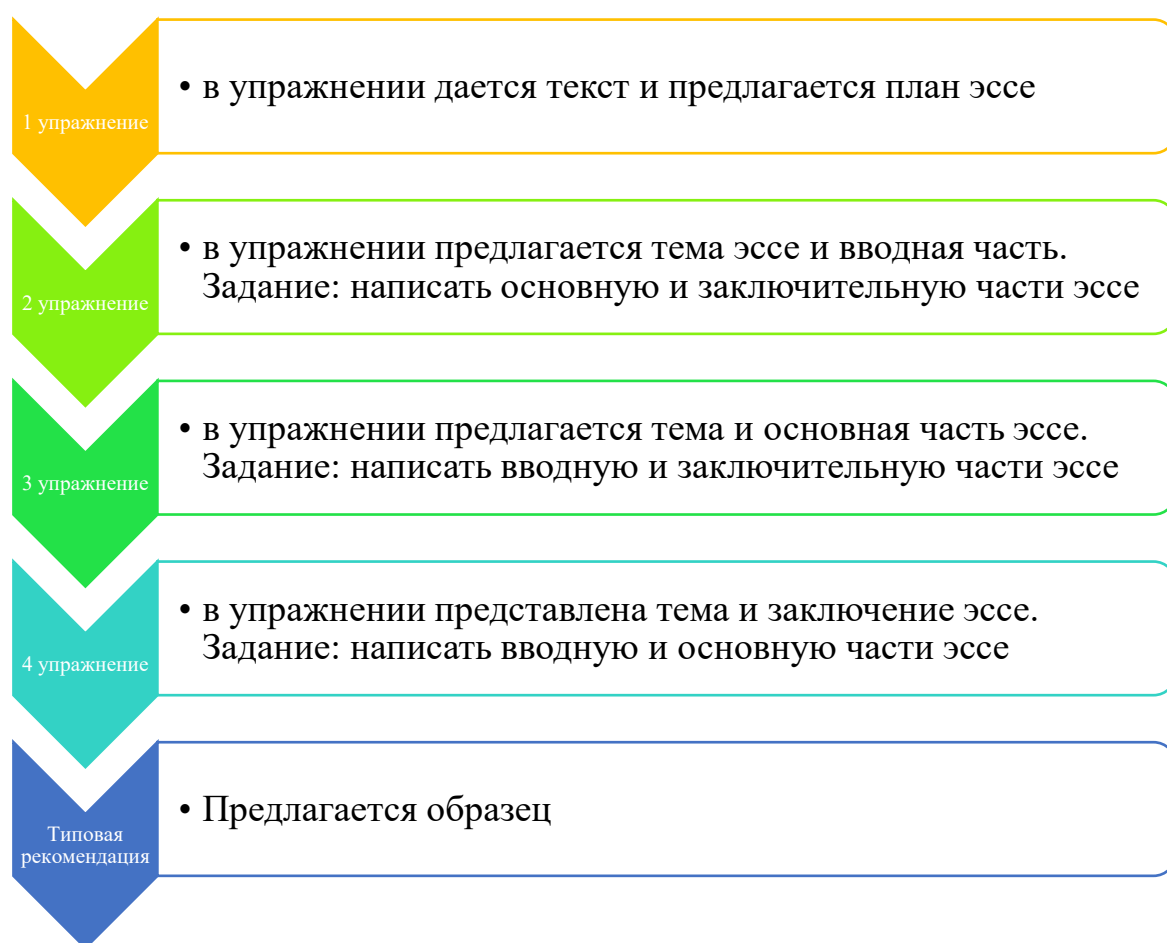 1 упражнение
• в упражнении дается текст и предлагается план эссе
2 упражнение
• в упражнении предлагается тема эссе и вводная часть.
Задание: написать основную и заключительную части эссе
3 упражнение
• в упражнении предлагается тема и основная часть эссе.
Задание: написать вводную и заключительную части эссе
4 упражнение
• в упражнении представлена тема и заключение эссе.
Задание: написать вводную и основную части эссе
Типовая
рекомендация
• Предлагается образец